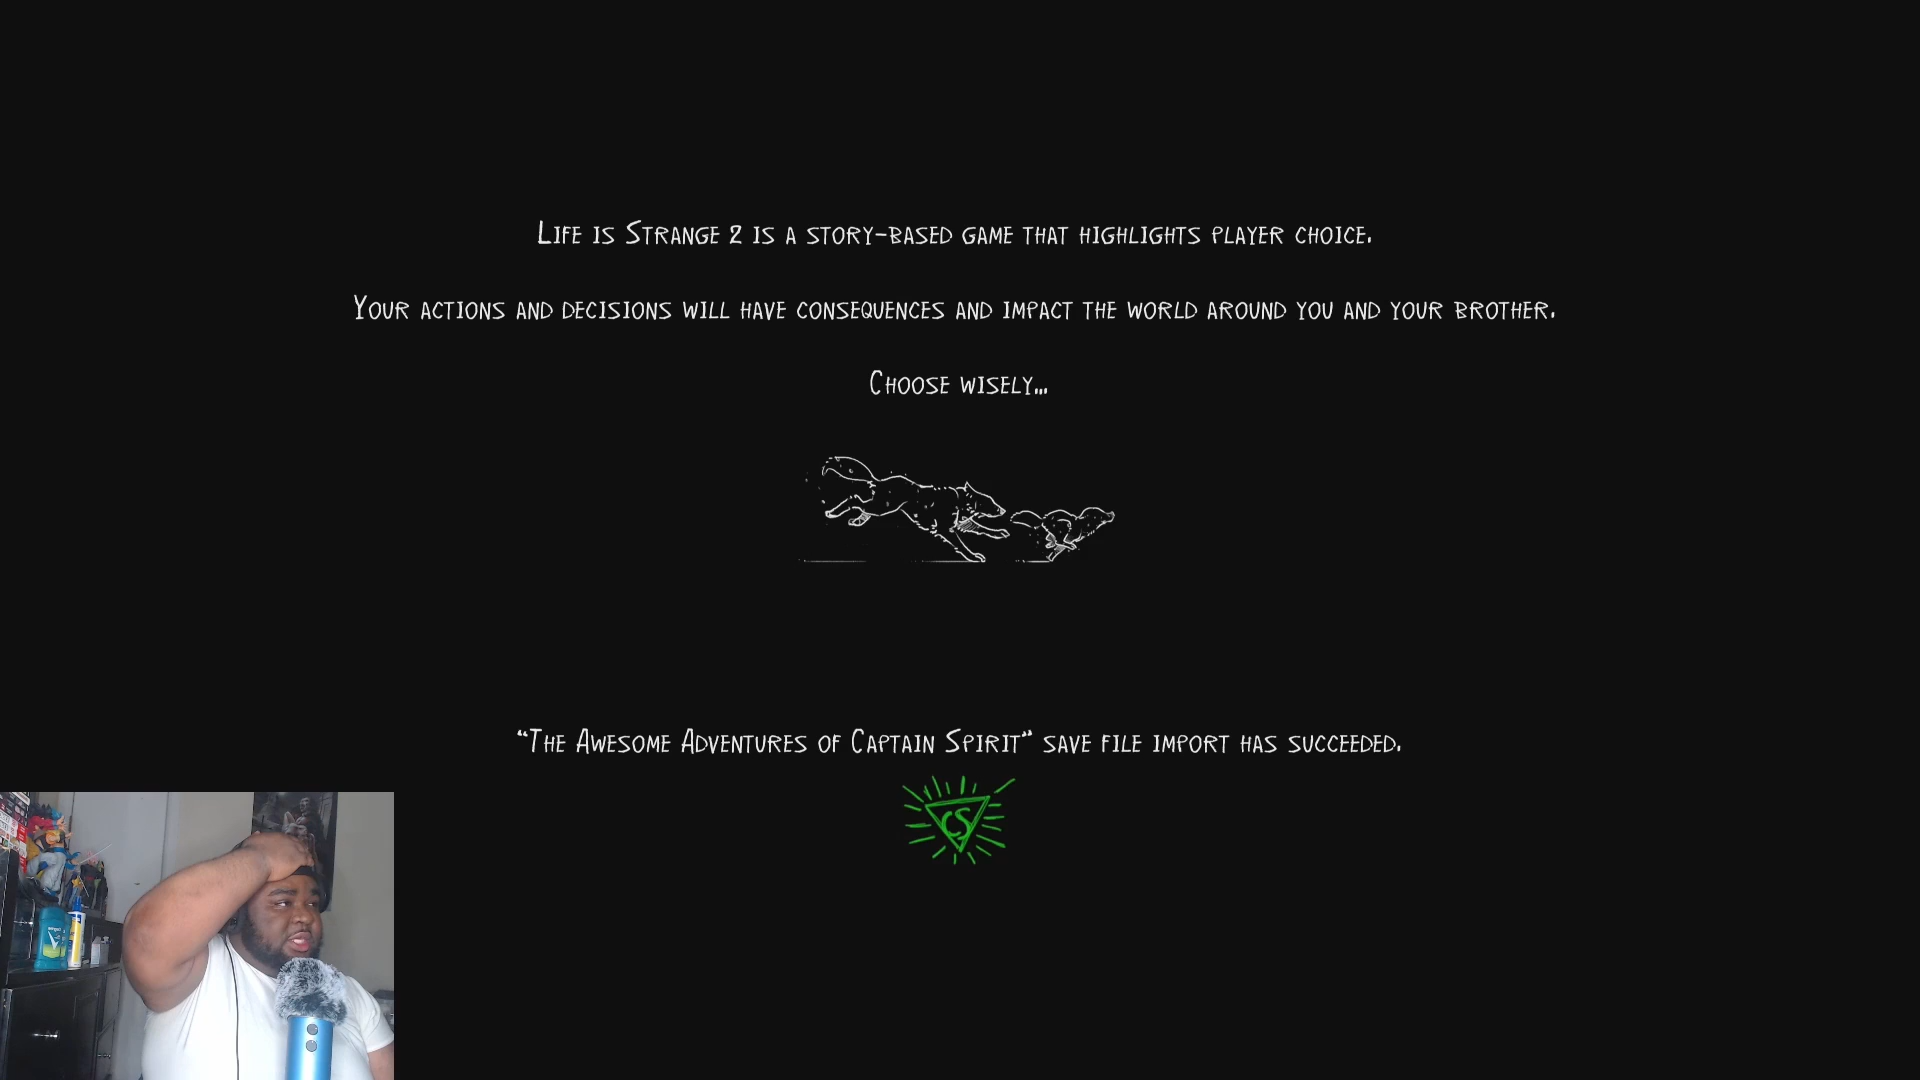 Life is Strange 2 is a story-based game that highlights player choice.
Your actions and decisions will have consequences and impact the world around you and your brother.
Choose wisely...
“The Awesome Adventures of Captain Spirit” save file import has succeeded.
CS